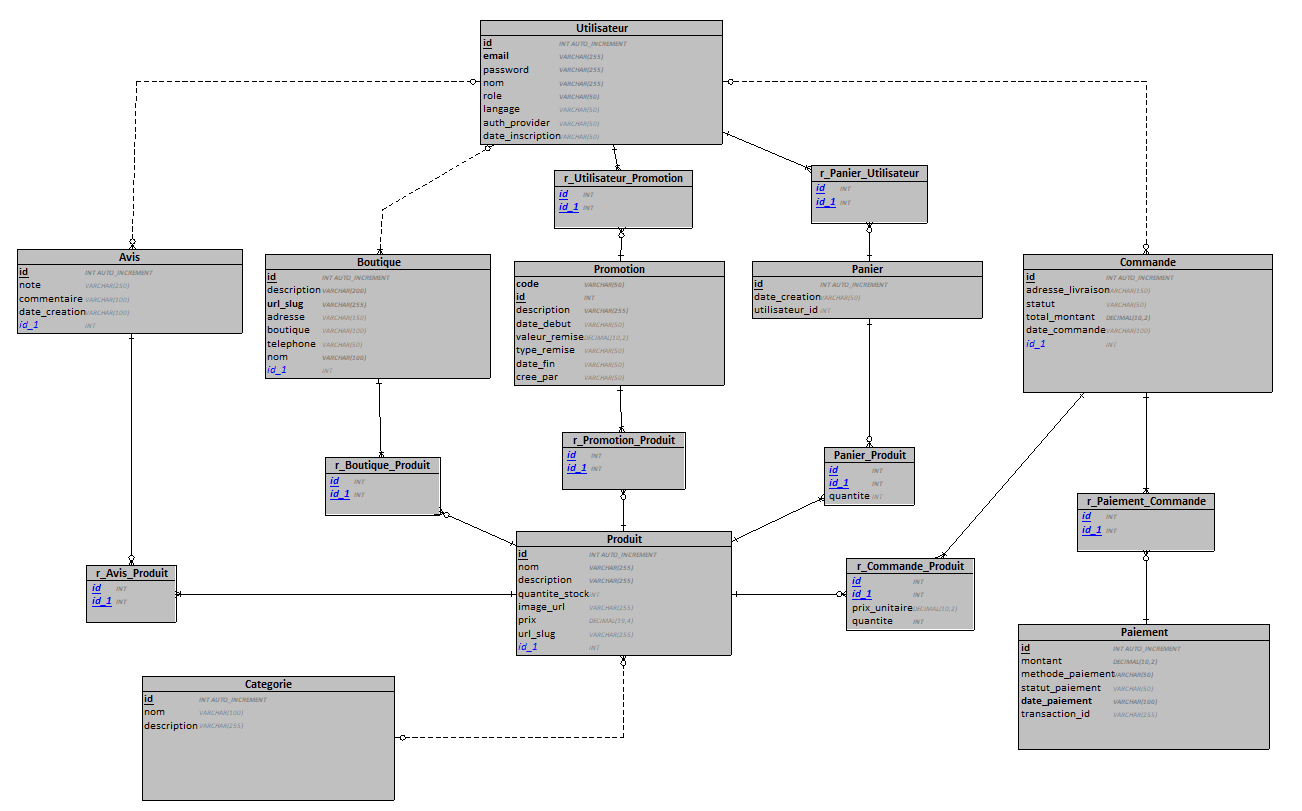 Utilisateur
id INT AUTO_INCREMENT
email VARCHAR(255)
password VARCHAR(255)
nom VARCHAR(255)
role VARCHAR(50)
langage VARCHAR(50)
auth_provider VARCHAR(50)
date_inscription VARCHAR(50)
r_Utilisateur_Promotion
id INT
id_1 INT
r_Panier_Utilisateur
id INT
id_1 INT
Avis
id INT AUTO_INCREMENT
note VARCHAR(250)
commentaire VARCHAR(100)
date_creation VARCHAR(100)
id_1 INT
Boutique
id INT AUTO_INCREMENT
description VARCHAR(200)
url_slug VARCHAR(255)
adresse VARCHAR(150)
boutique VARCHAR(100)
telephone VARCHAR(50)
nom VARCHAR(100)
id_1 INT
Promotion
code VARCHAR(50)
id INT
description VARCHAR(255)
date_debut VARCHAR(50)
valeur_remise DECIMAL(10,2)
type_remise VARCHAR(50)
date_fin VARCHAR(50)
cree_par VARCHAR(50)
Panier
id INT AUTO_INCREMENT
date_creation VARCHAR(50)
utilisateur_id INT
Commande
id INT AUTO_INCREMENT
adresse_livraison VARCHAR(150)
statut VARCHAR(50)
total_montant DECIMAL(10,2)
date_commande VARCHAR(100)
id_1 INT
r_Boutique_Produit
id INT
id_1 INT
r_Promotion_Produit
id INT
id_1 INT
Panier_Produit
id INT
id_1 INT
quantite INT
r_Paiement_Commande
id INT
id_1 INT
r_Avis_Produit
id INT
id_1 INT
Produit
id INT AUTO_INCREMENT
nom VARCHAR(255)
description VARCHAR(255)
quantite_stock INT
image_url VARCHAR(255)
prix DECIMAL(19,4)
url_slug VARCHAR(255)
id_1 INT
r_Commande_Produit
id INT
id_1 INT
prix_unitaire DECIMAL(10,2)
quantite INT
Paiement
id INT AUTO_INCREMENT
montant DECIMAL(10,2)
methode_paiement VARCHAR(50)
statut_paiement VARCHAR(50)
date_paiement VARCHAR(100)
transaction_id VARCHAR(255)
Categorie
id INT AUTO_INCREMENT
nom VARCHAR(100)
description VARCHAR(255)